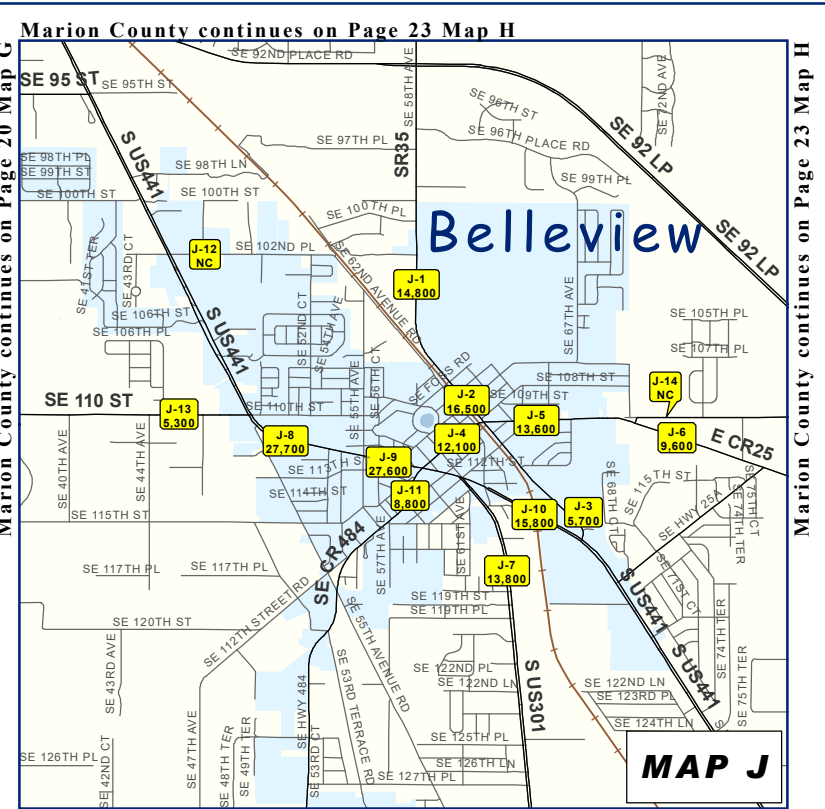 Marion County continues on Page 23 Map H
Marion County continues on Page 20 Map G
Marion County continues on Page 23 Map H
SE 92ND PLACE RD
SE 95 ST
SE 95TH ST
SE 58TH AVE
SR35
SE 72ND AVE
SE 96TH ST
SE 96TH PLACE RD
SE 92 LP
SE 97TH PL
S US441
SE 98TH PL
SE 99TH ST
SE 98TH LN
SE 99TH PL
SE 100TH ST
SE 100TH ST
SE 100TH PL
Belleview
SE 92 LP
J-12
NC
SE 102ND PL
SE 62ND AVENUE RD
SE 41ST TER
SE 43RD CT
J-1
14,800
SE 67TH AVE
SE 106TH ST
SE 106TH PL
S US441
SE 52ND CT
SE 54TH AVE
SE 105TH PL
SE 107TH PL
SE 55TH AVE
SE 56TH CT
SE FOSS RD
SE 108TH ST
SE 109TH ST
J-14
NC
SE 110 ST
J-13
5,300
SE 110TH ST
J-2
16,500
J-5
13,600
J-4
12,100
J-6
9,600
E CR25
J-8
27,700
J-9
27,600
SE 40TH AVE
SE 44TH AVE
SE 113TH S
SE 112TH ST
SE 114TH ST
J-11
8,800
SE 68TH CT
SE 115TH ST
SE HWY 25A
SE 75TH CT
SE 74TH TER
SE 115TH ST
J-10
15,800
J-3
5,700
SE CR484
SE 57TH AVE
SE 61ST AVE
SE 117TH PL
SE 117TH PL
J-7
13,800
SE 71ST CT
S US441
SE 119TH ST
SE 119TH PL
SE 120TH ST
SE 112TH STREET RD
SE 55TH AVENUE RD
SE 43RD AVE
SE 74TH TER
S US441
SE 122ND PL
SE 122ND LN
SE 122ND LN
SE 123RD PL
SE 124TH LN
SE 75TH TER
SE 53RD TERRACE RD
S US301
SE HWY 484
SE 47TH AVE
SE 48TH TER
SE 49TH TER
SE 53RD CT
SE 125TH PL
SE 126TH LN
SE 126TH PL
SE 42ND CT
SE 127TH PL
MAP J